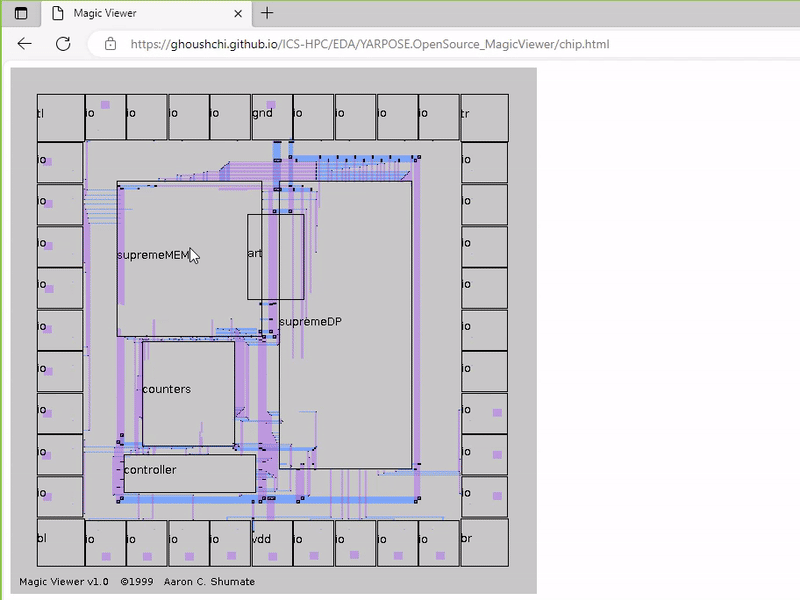 Magic Viewer
https://ghoushchi.github.io/ICS-HPC/EDA/YARPOSE.OpenSource_MagicViewer/chip.html
tl io io io io gnd io io io io tr
io io
io io
io io
supremeMEM art
io io
supremeDP
io io
io io
counters
io io
io io
controller
io io
bl io io io io vdd io io io io br
Magic Viewer v1.0 ©1999 Aaron C. Shumate